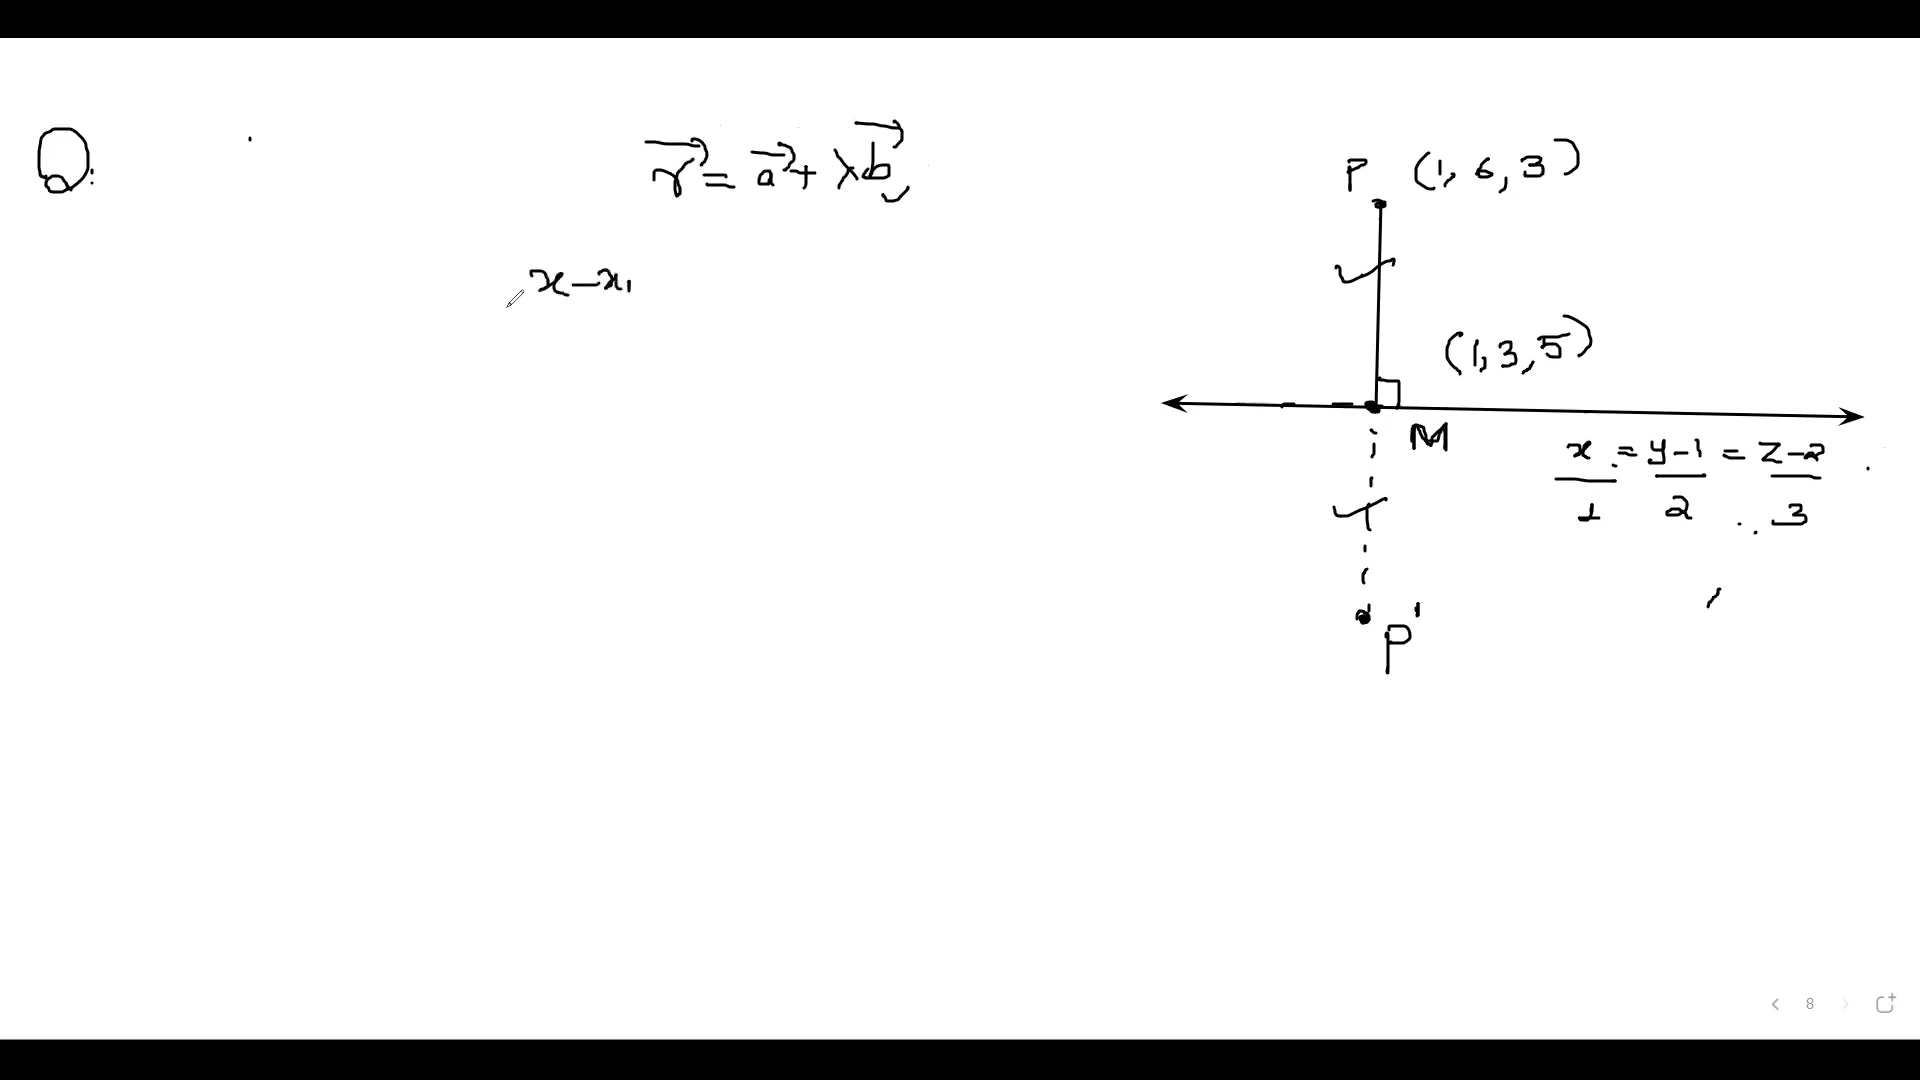 Q.
r⃗ = a⃗ + λb⃗
x – x₁
P (1, 6, 3)
(1, 3, 5)
M
x/1 = y–1/2 = z–2/3
P'
8